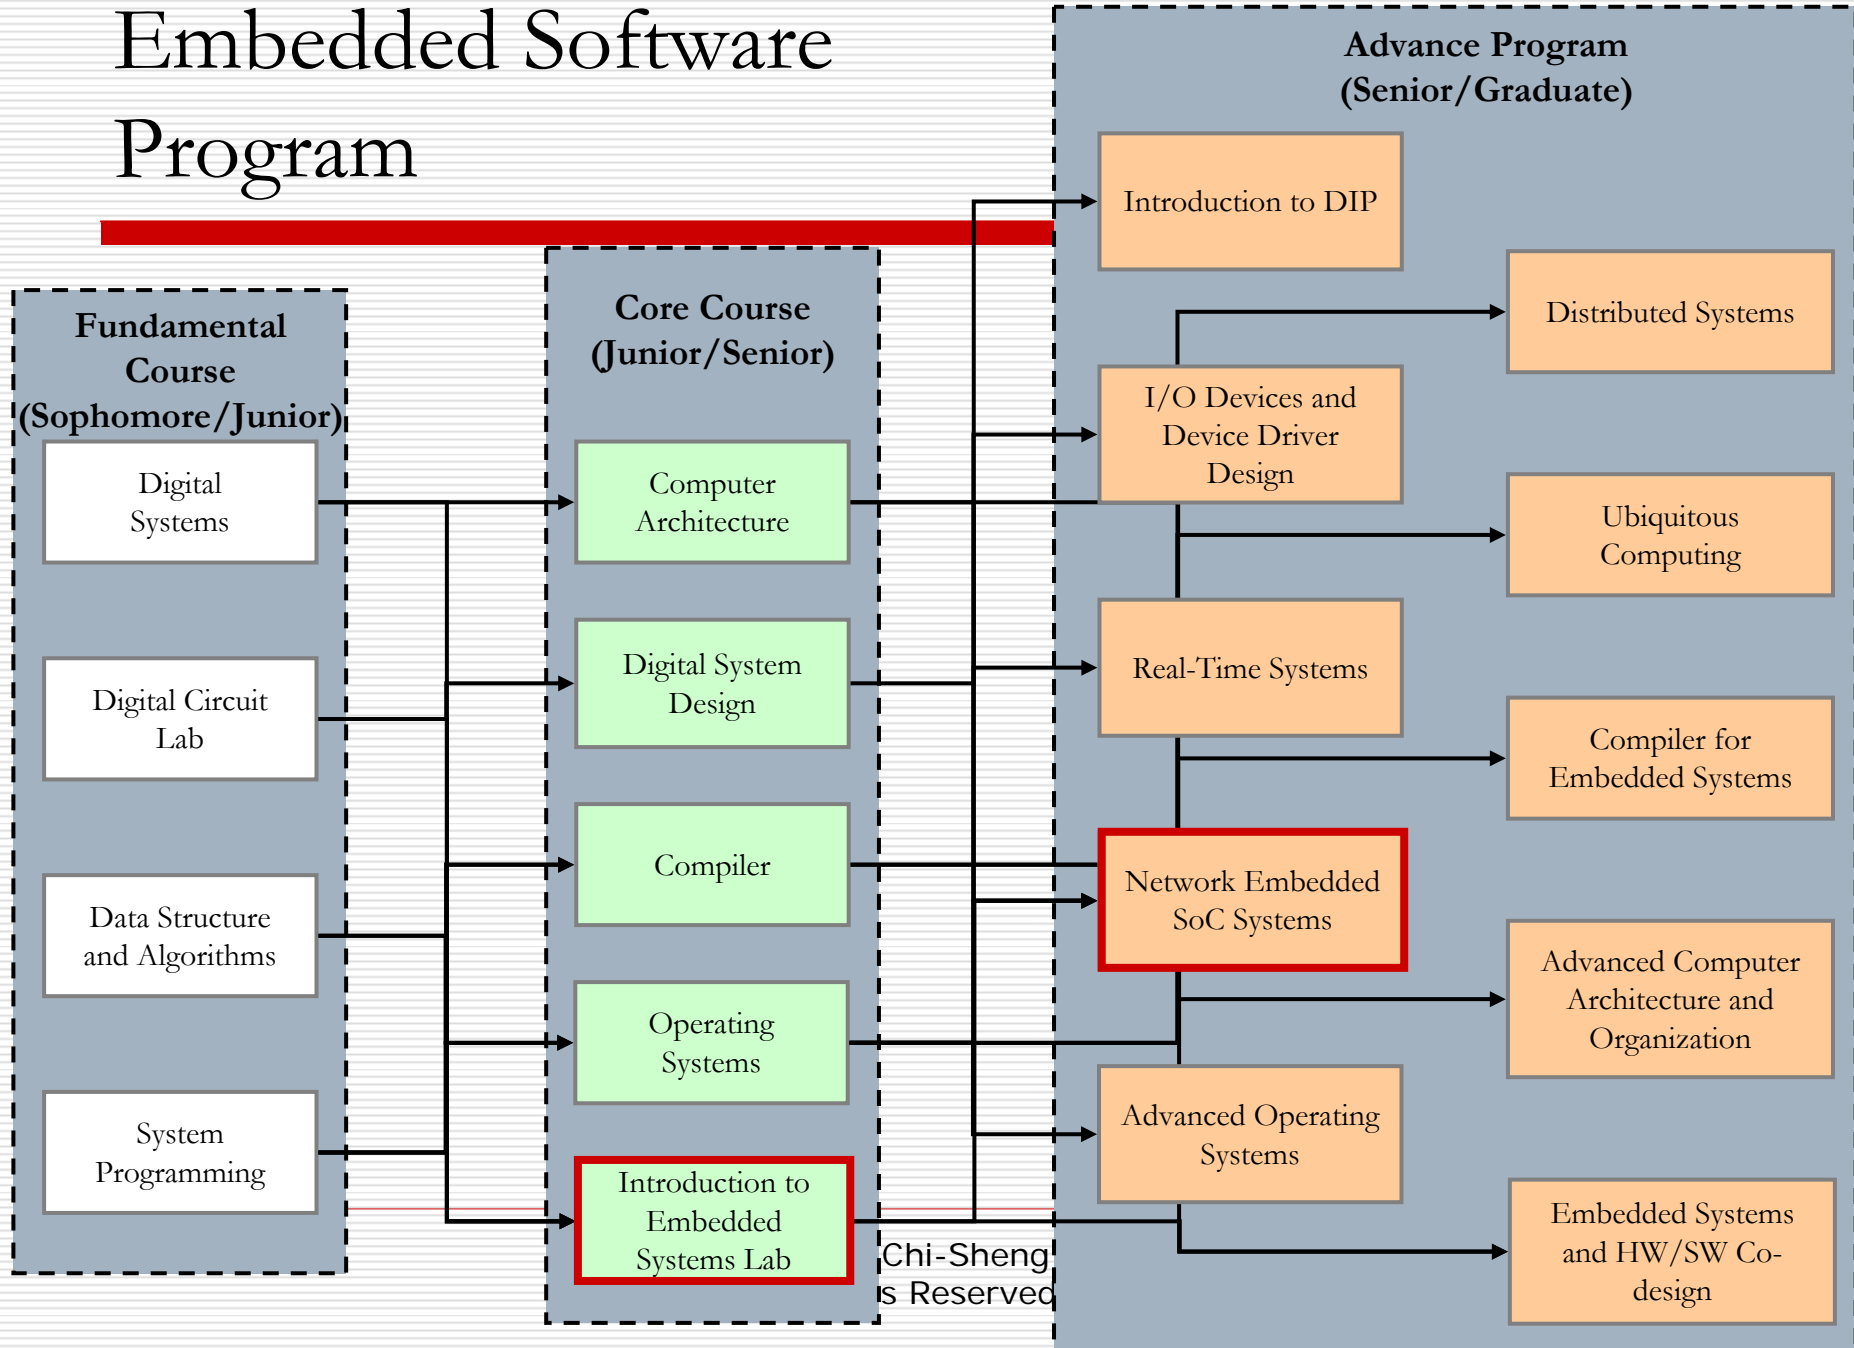 Embedded Software
Program
Fundamental
Course
(Sophomore/Junior)
Digital
Systems
Digital Circuit
Lab
Data Structure
and Algorithms
System
Programming
Core Course
(Junior/Senior)
Computer
Architecture
Digital System
Design
Compiler
Operating
Systems
Introduction to
Embedded
Systems Lab
Chi-Sheng
s Reserved
Advance Program
(Senior/Graduate)
Introduction to DIP
I/O Devices and
Device Driver
Design
Real-Time Systems
Network Embedded
SoC Systems
Advanced Operating
Systems
Distributed Systems
Ubiquitous
Computing
Compiler for
Embedded Systems
Advanced Computer
Architecture and
Organization
Embedded Systems
and HW/SW Co-
design